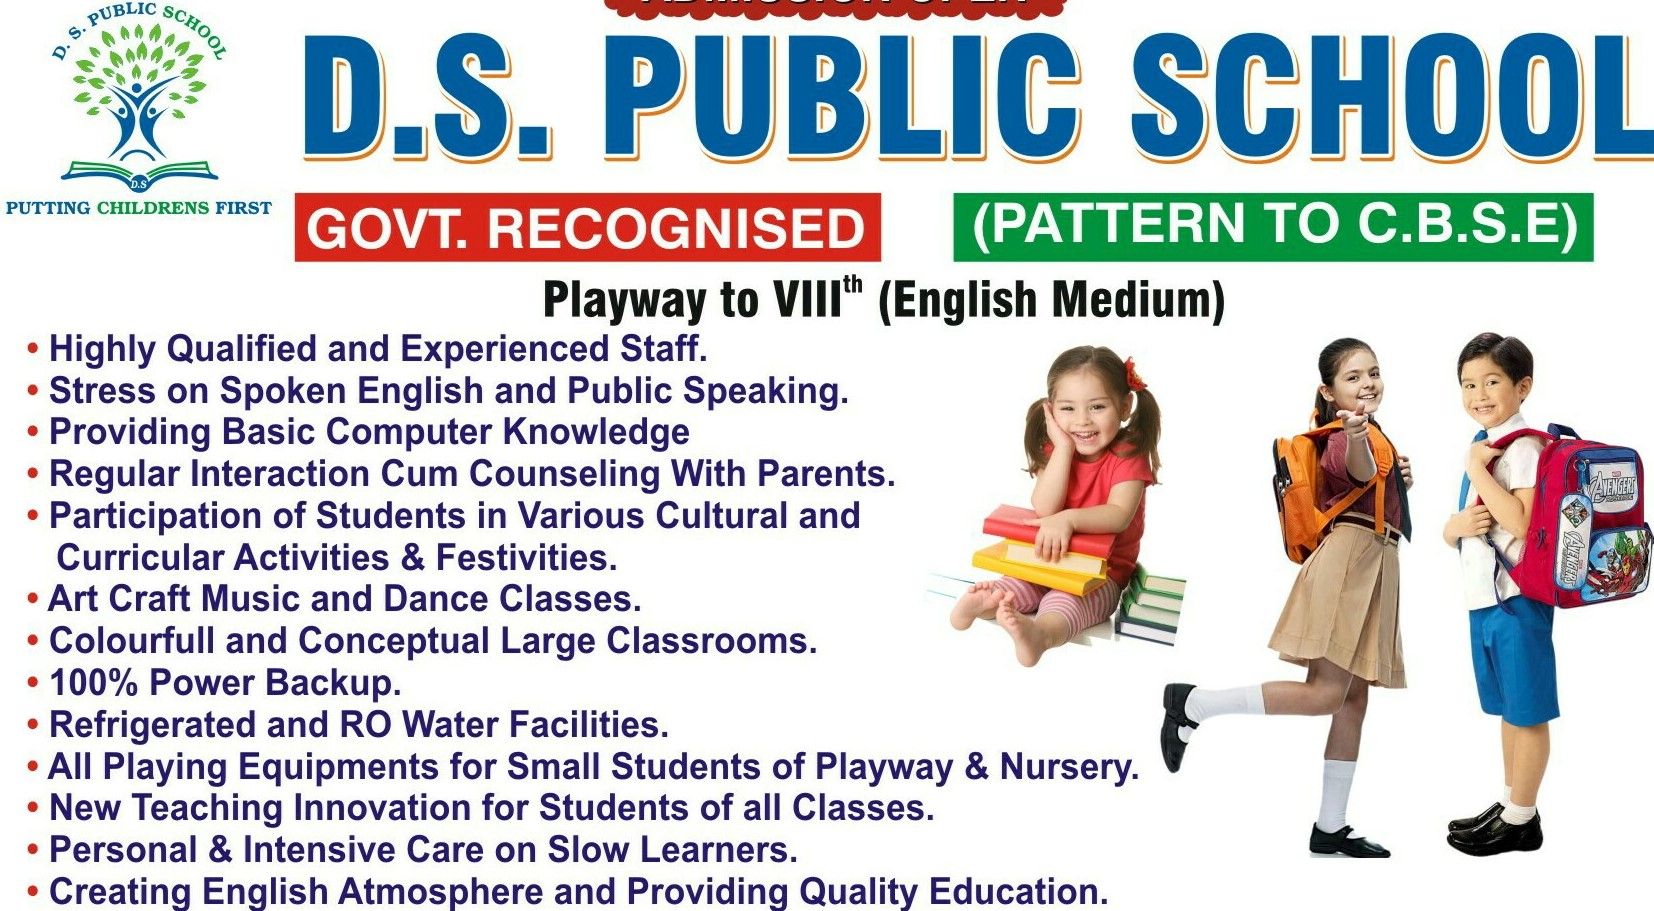 ADMISSION OPEN
D. S. PUBLIC SCHOOL
D.S. PUBLIC SCHOOL
D.S
PUTTING CHILDRENS FIRST
GOVT. RECOGNISED
(PATTERN TO C.B.S.E)
Playway to VIIIth (English Medium)
• Highly Qualified and Experienced Staff.
• Stress on Spoken English and Public Speaking.
• Providing Basic Computer Knowledge
• Regular Interaction Cum Counseling With Parents.
• Participation of Students in Various Cultural and
Curricular Activities & Festivities.
• Art Craft Music and Dance Classes.
• Colourfull and Conceptual Large Classrooms.
• 100% Power Backup.
• Refrigerated and RO Water Facilities.
• All Playing Equipments for Small Students of Playway & Nursery.
• New Teaching Innovation for Students of all Classes.
• Personal & Intensive Care on Slow Learners.
• Creating English Atmosphere and Providing Quality Education.
MARVEL
AVENGERS
AVENGERS